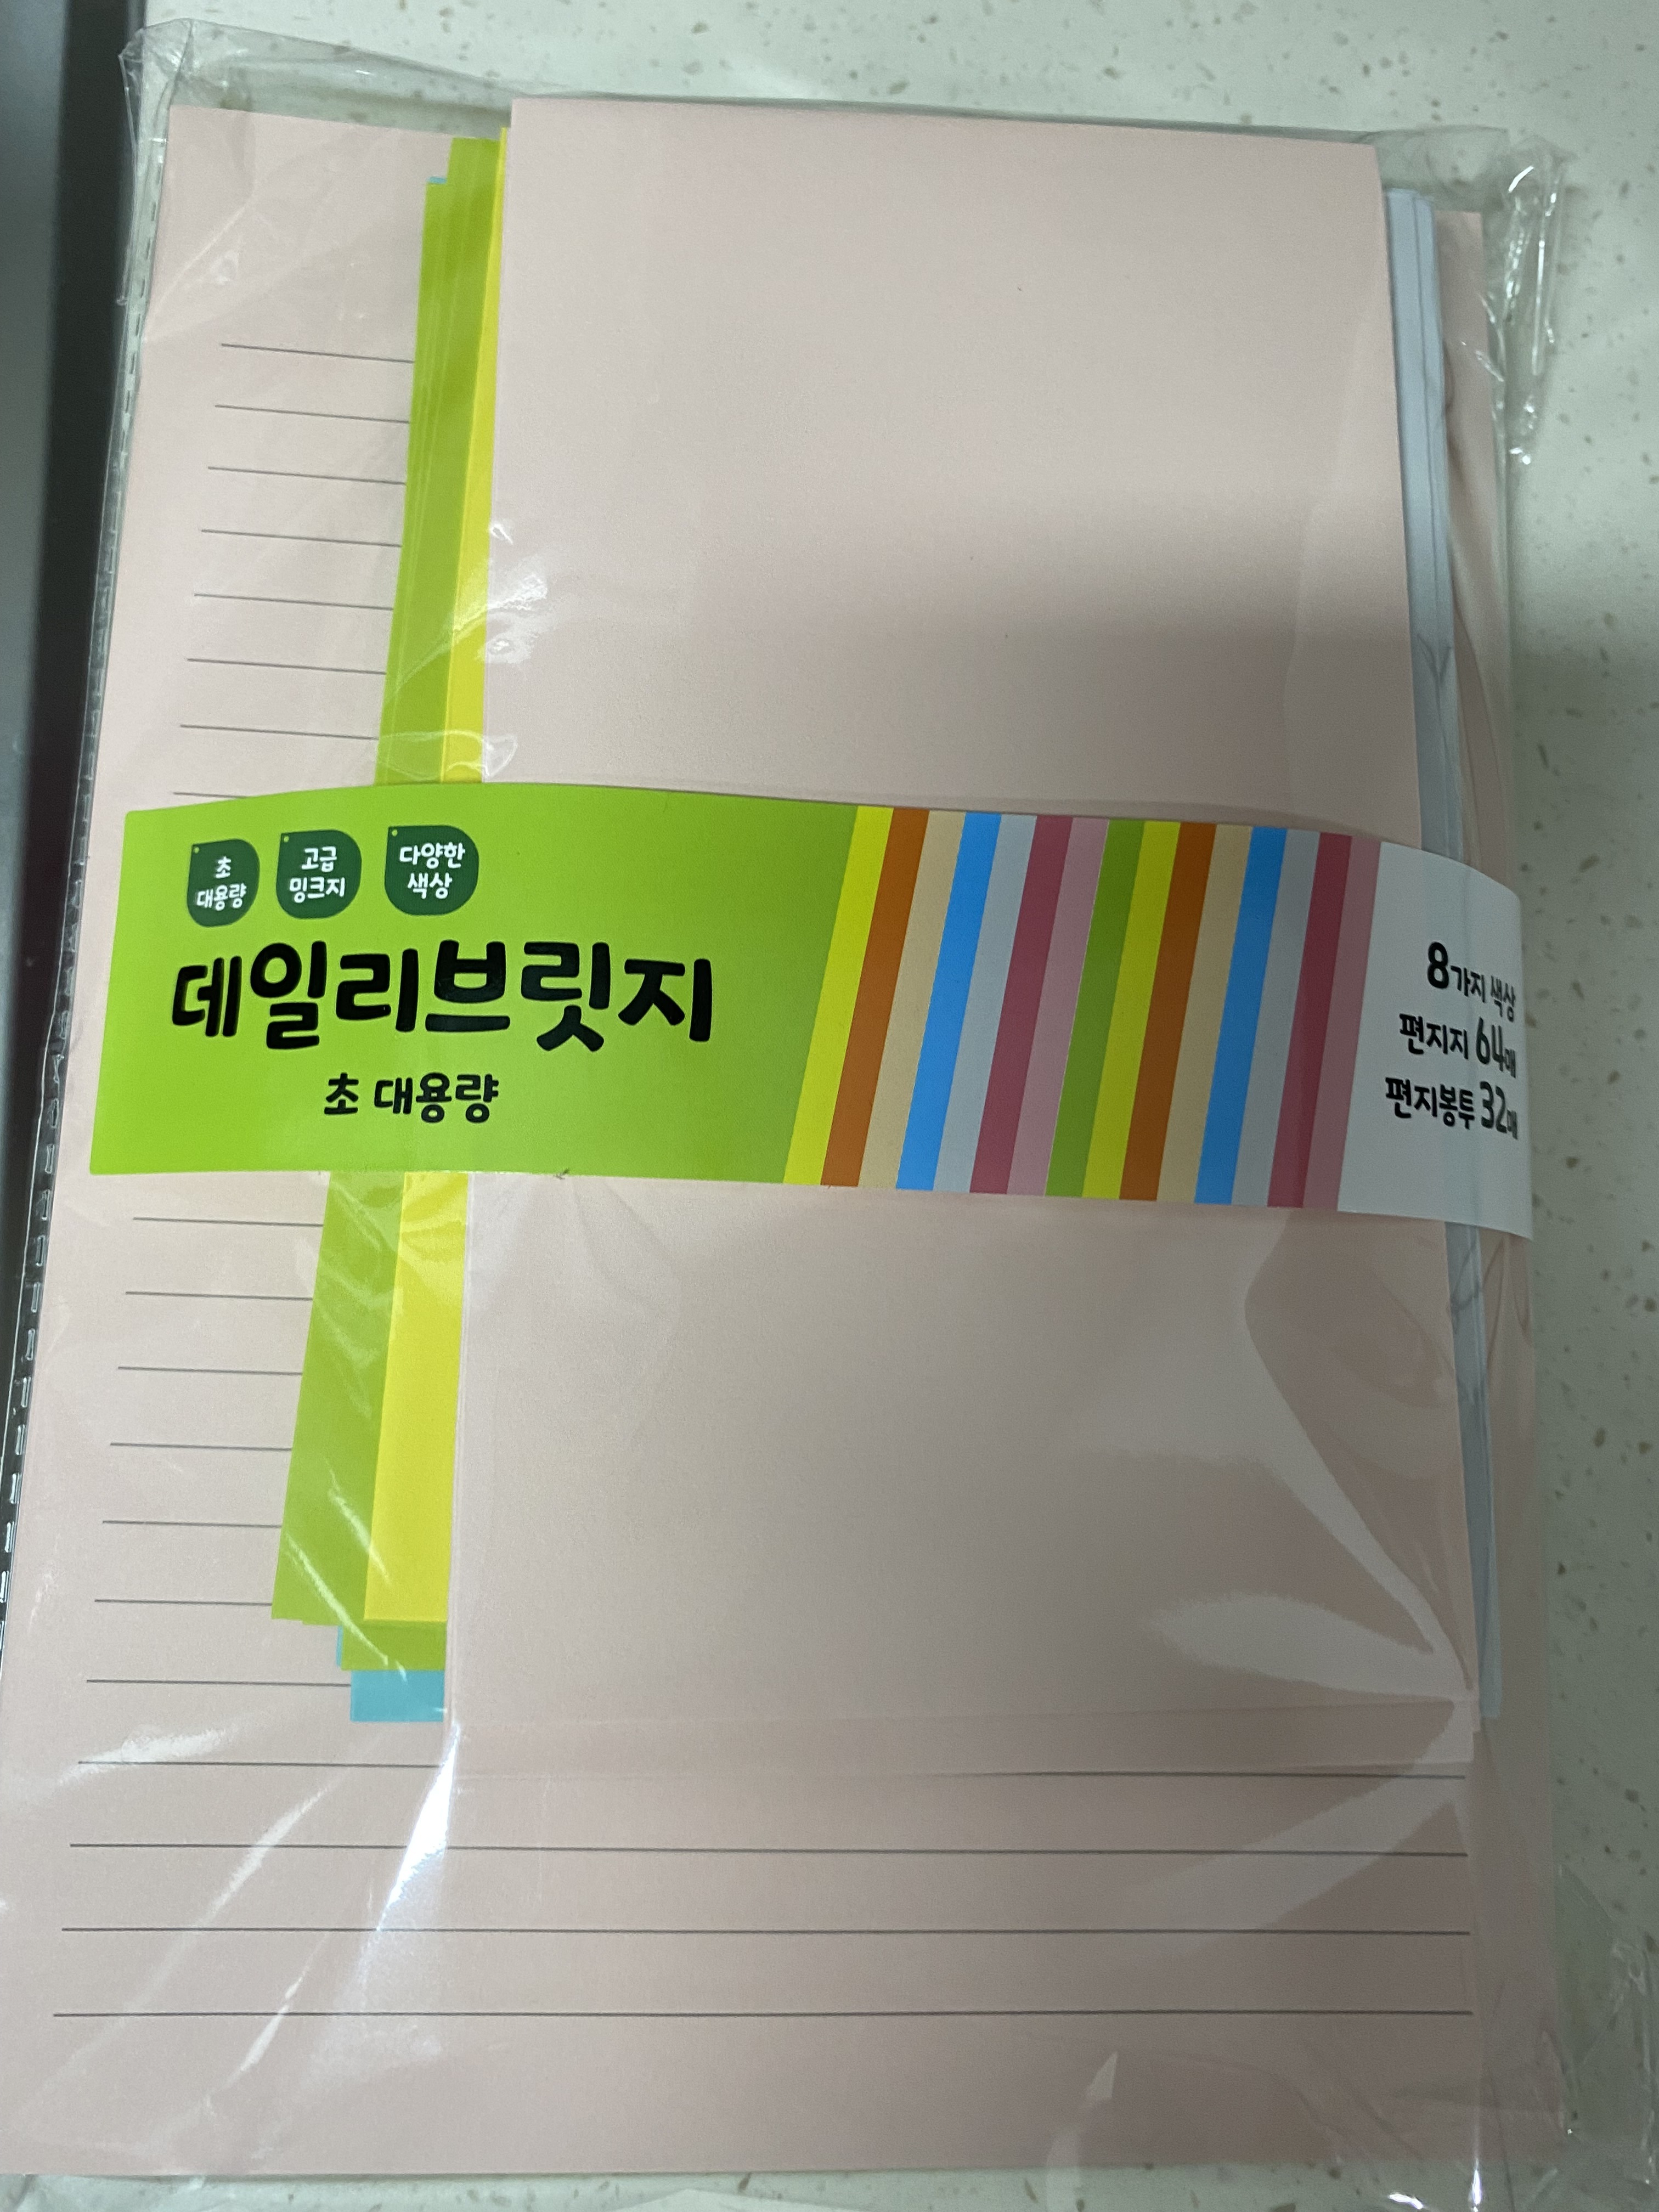 초
대용량
고급
밍크지
다양한
색상
데일리브릿지
초 대용량
8가지 색상
편지지 64매
편지봉투 32매